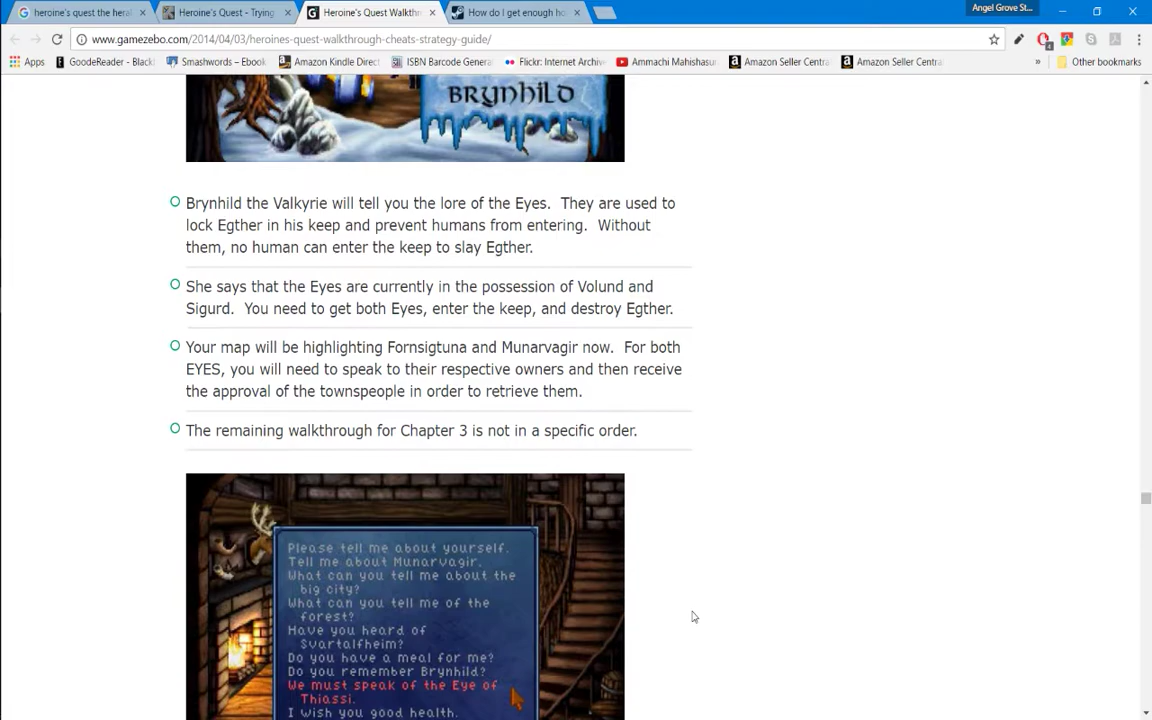 heroine's quest the hera
Heroine's Quest - Trying
Heroine's Quest Walkthr
How do I get enough ho
Angel Grove St...
www.gamezebo.com/2014/04/03/heroines-quest-walkthrough-cheats-strategy-guide/
Apps
GoodeReader - Black
Smashwords – Ebook
Amazon Kindle Direct
ISBN Barcode Genera
Flickr: Internet Archive
Ammachi Mahishasur
Amazon Seller Centra
Amazon Seller Centra
»
Other bookmarks
BRYNHILD
Brynhild the Valkyrie will tell you the lore of the Eyes. They are used to
lock Egther in his keep and prevent humans from entering. Without
them, no human can enter the keep to slay Egther.
She says that the Eyes are currently in the possession of Volund and
Sigurd. You need to get both Eyes, enter the keep, and destroy Egther.
Your map will be highlighting Fornsigtuna and Munarvagir now. For both
EYES, you will need to speak to their respective owners and then receive
the approval of the townspeople in order to retrieve them.
The remaining walkthrough for Chapter 3 is not in a specific order.
Please tell me about yourself.
Tell me about Munarvagir.
What can you tell me about the
big city?
What can you tell me of the
forest?
Have you heard of
Svartalfheim?
Do you have a meal for me?
Do you remember Brynhild?
We must speak of the Eye of
Thiassi.
I wish you good health.